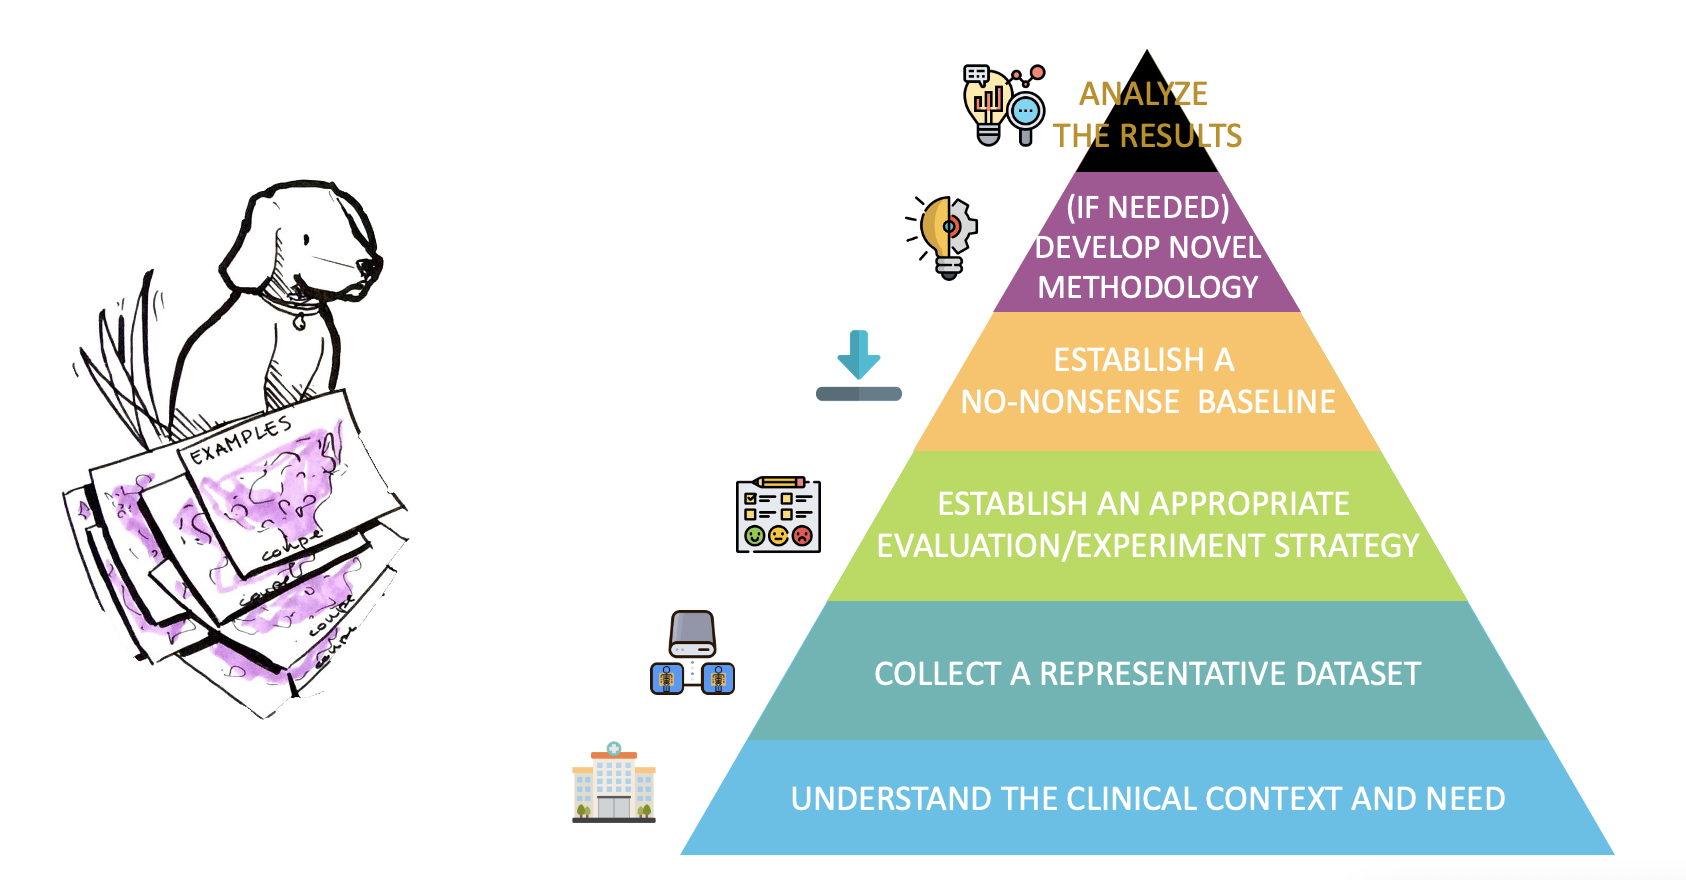 EXAMPLES
coupe
coupe
coupe
coupe
ANALYZE
THE RESULTS
(IF NEEDED)
DEVELOP NOVEL
METHODOLOGY
ESTABLISH A
NO-NONSENSE BASELINE
ESTABLISH AN APPROPRIATE
EVALUATION/EXPERIMENT STRATEGY
COLLECT A REPRESENTATIVE DATASET
UNDERSTAND THE CLINICAL CONTEXT AND NEED